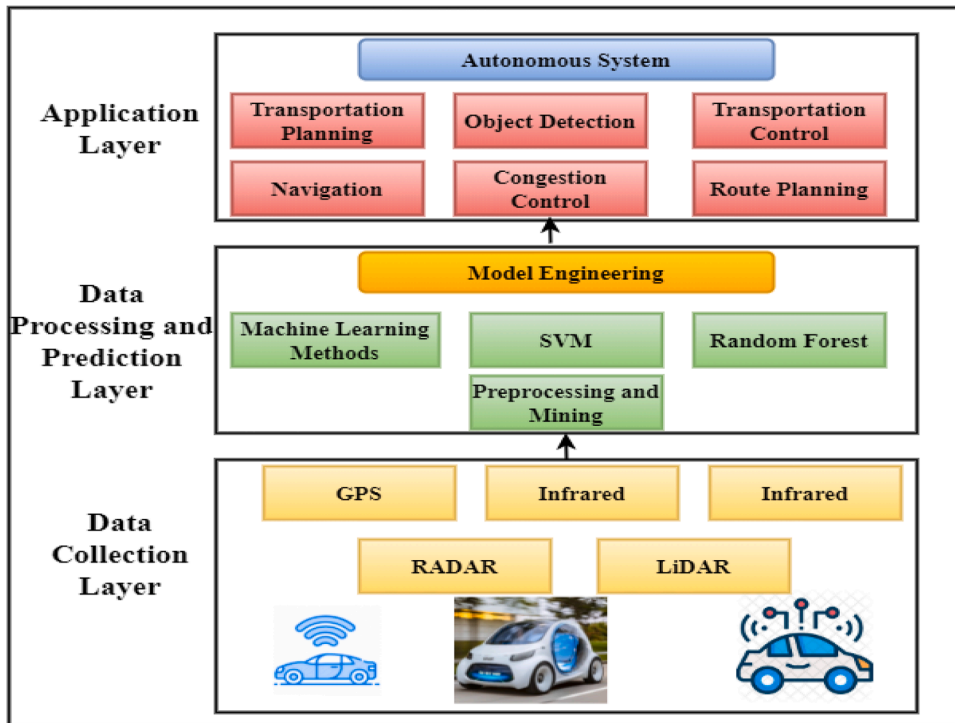 Application
Layer
Autonomous System
Transportation
Planning
Object Detection
Transportation
Control
Navigation
Congestion
Control
Route Planning
Data
Processing and
Prediction
Layer
Model Engineering
Machine Learning
Methods
SVM
Random Forest
Preprocessing and
Mining
Data
Collection
Layer
GPS
Infrared
Infrared
RADAR
LiDAR